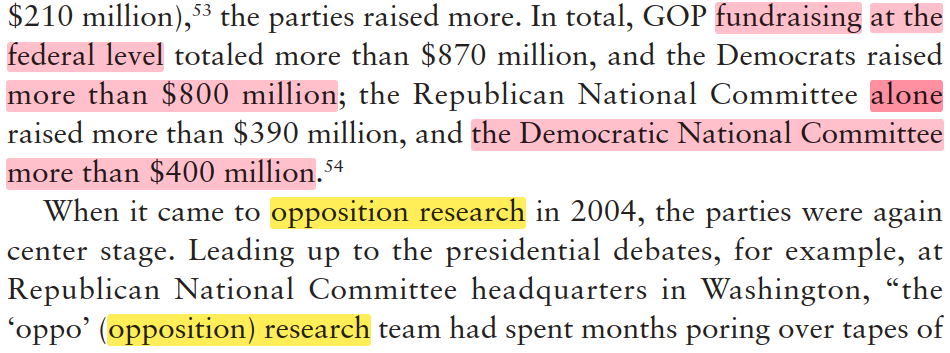 $210 million),⁵³ the parties raised more. In total, GOP fundraising at the
federal level totaled more than $870 million, and the Democrats raised
more than $800 million; the Republican National Committee alone
raised more than $390 million, and the Democratic National Committee
more than $400 million.⁵⁴
When it came to opposition research in 2004, the parties were again
center stage. Leading up to the presidential debates, for example, at
Republican National Committee headquarters in Washington, “the
‘oppo’ (opposition) research team had spent months poring over tapes of